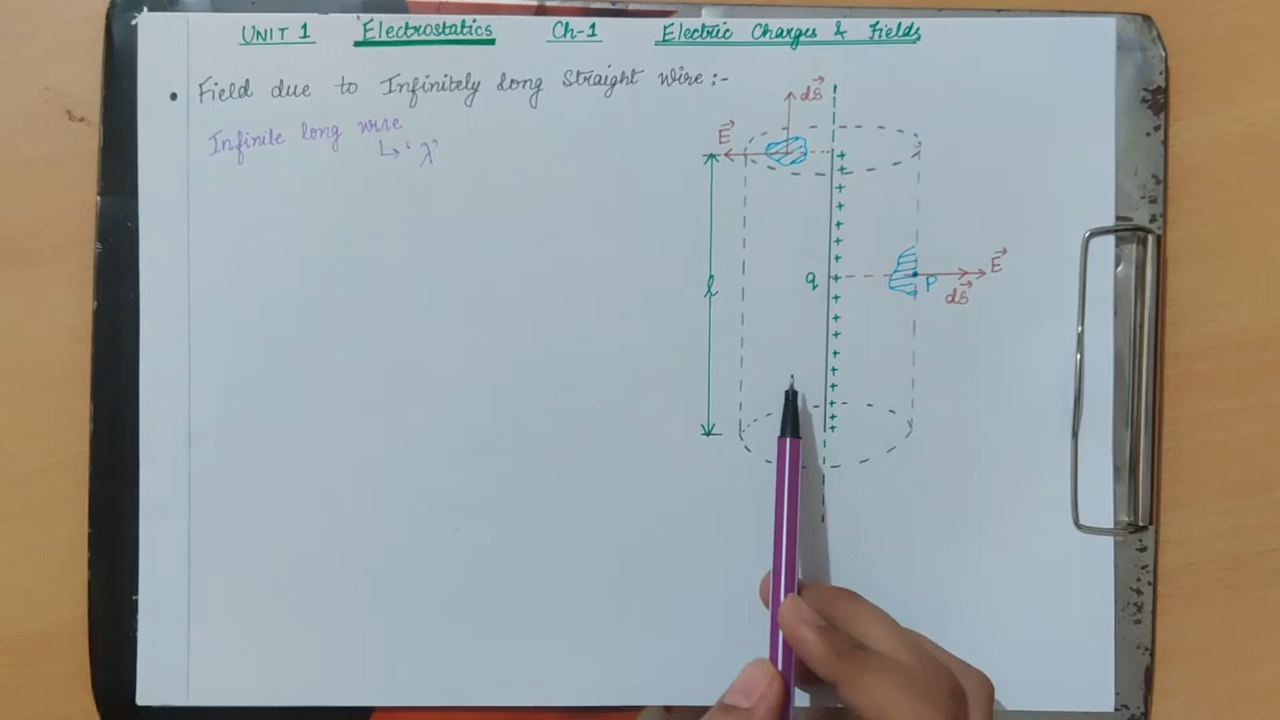 UNIT 1 Electrostatics Ch-1 Electric Charges & Fields
• Field due to Infinitely long Straight wire :-
Infinite long wire
↳ 'λ'
dS⃗
E⃗
+
+
+
+
+
+
l
q
+
P
E⃗
dS⃗
+
+
+
+
+
+
+
+